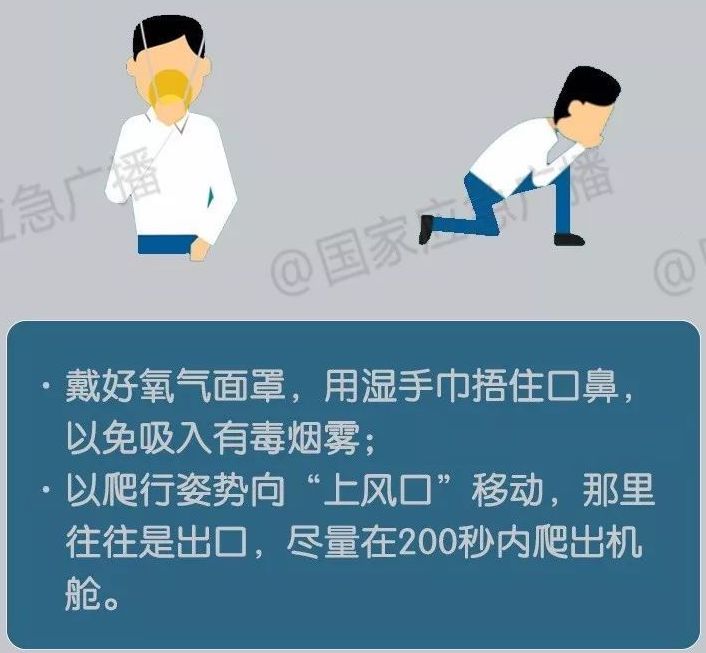 应急广播
@国家应急广播
@
·戴好氧气面罩，用湿手巾捂住口鼻，
以免吸入有毒烟雾；
·以爬行姿势向“上风口”移动，那里
往往是出口，尽量在200秒内爬出机
舱。